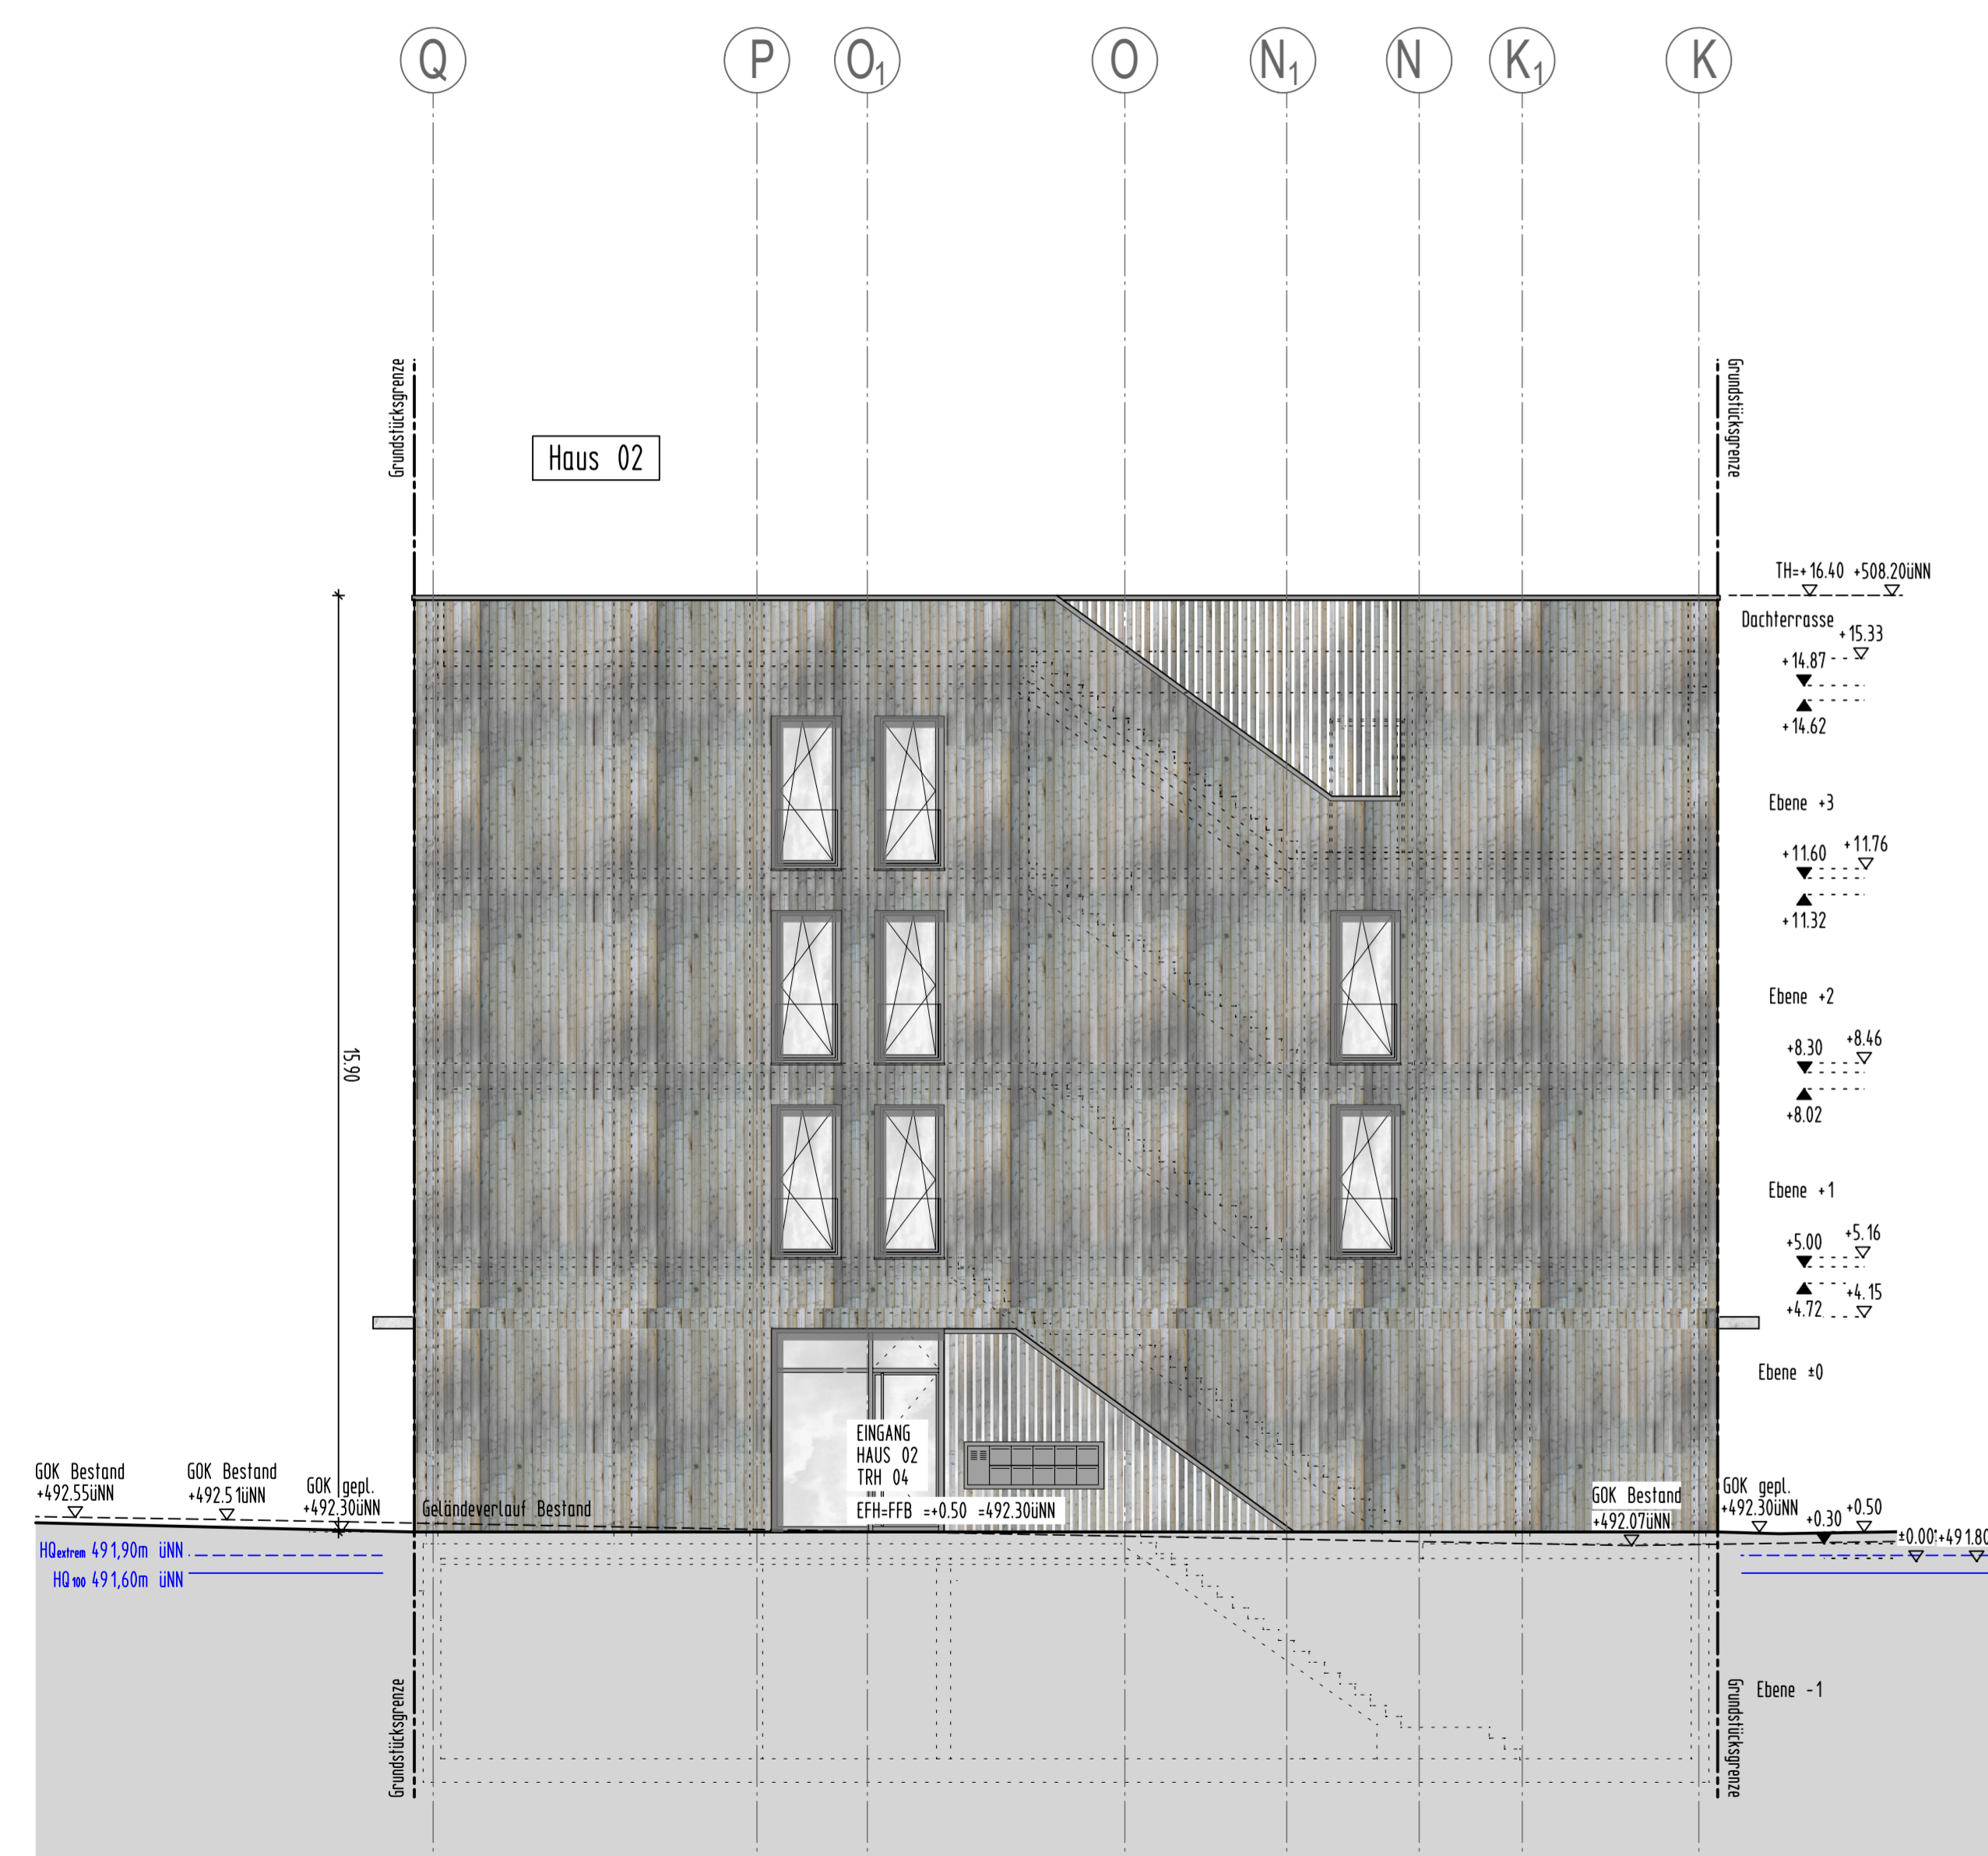 Q P O1 O N1 N K1 K
Grundstücksgrenze
Grundstücksgrenze
Haus 02
TH=+16.40 +508.20üNN
Dachterrasse
+15.33
+14.87
+14.62
Ebene +3
+11.76
+11.60
+11.32
Ebene +2
+8.46
+8.30
+8.02
15.90
Ebene +1
+5.16
+5.00
+4.15
+4.72
Ebene ±0
EINGANG
HAUS 02
TRH 04
EFH=FFB =+0.50 =492.30üNN
GOK Bestand
+492.55üNN
GOK Bestand
+492.51üNN
GOK gepl.
+492.30üNN
Geländeverlauf Bestand
GOK Bestand
+492.07üNN
GOK gepl.
+492.30üNN
+0.30
+0.50
±0.00
+491.80
HQextrem 491,90m üNN
HQ100 491,60m üNN
Grundstücksgrenze
Grundstücksgrenze
Ebene -1